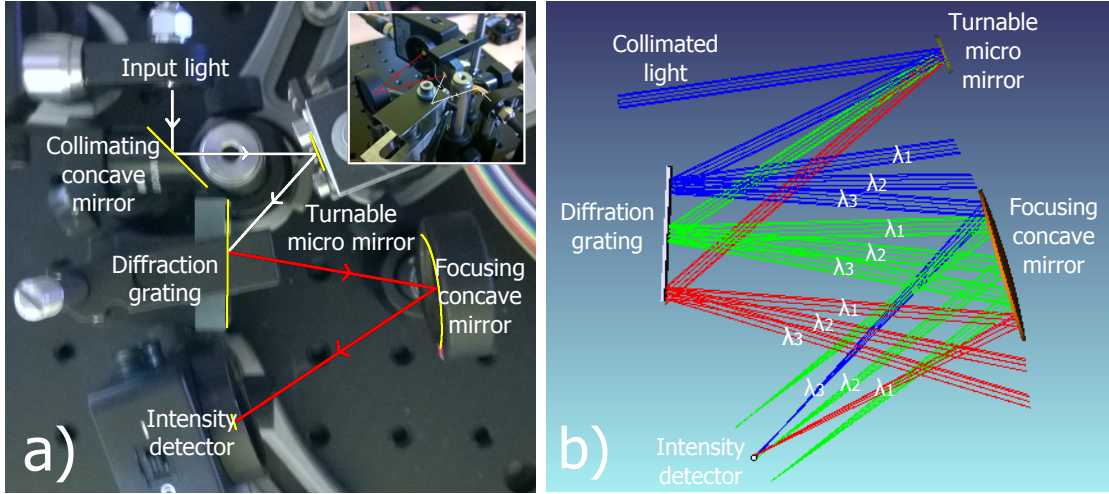 Input light
Collimating
concave
mirror
Turnable
micro mirror
Diffraction
grating
Focusing
concave
mirror
Intensity
detector
a)
Collimated
light
Turnable
micro
mirror
λ1
λ2
λ3
Diffration
grating
λ1
λ2
λ3
Focusing
concave
mirror
λ1
λ2
λ3
λ3
λ2
λ1
Intensity
detector
b)